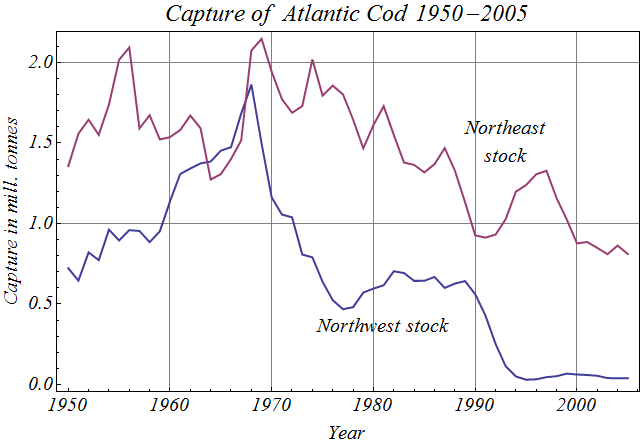 Capture of Atlantic Cod 1950–2005
Capture in mill. tonnes
2.0
1.5
1.0
0.5
0.0
Northeast
stock
Northwest stock
1950 1960 1970 1980 1990 2000
Year